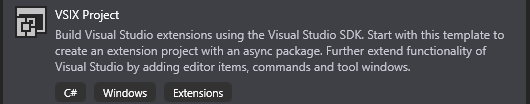 VSIX Project
Build Visual Studio extensions using the Visual Studio SDK. Start with this template to
create an extension project with an async package. Further extend functionality of
Visual Studio by adding editor items, commands and tool windows.
C# Windows Extensions